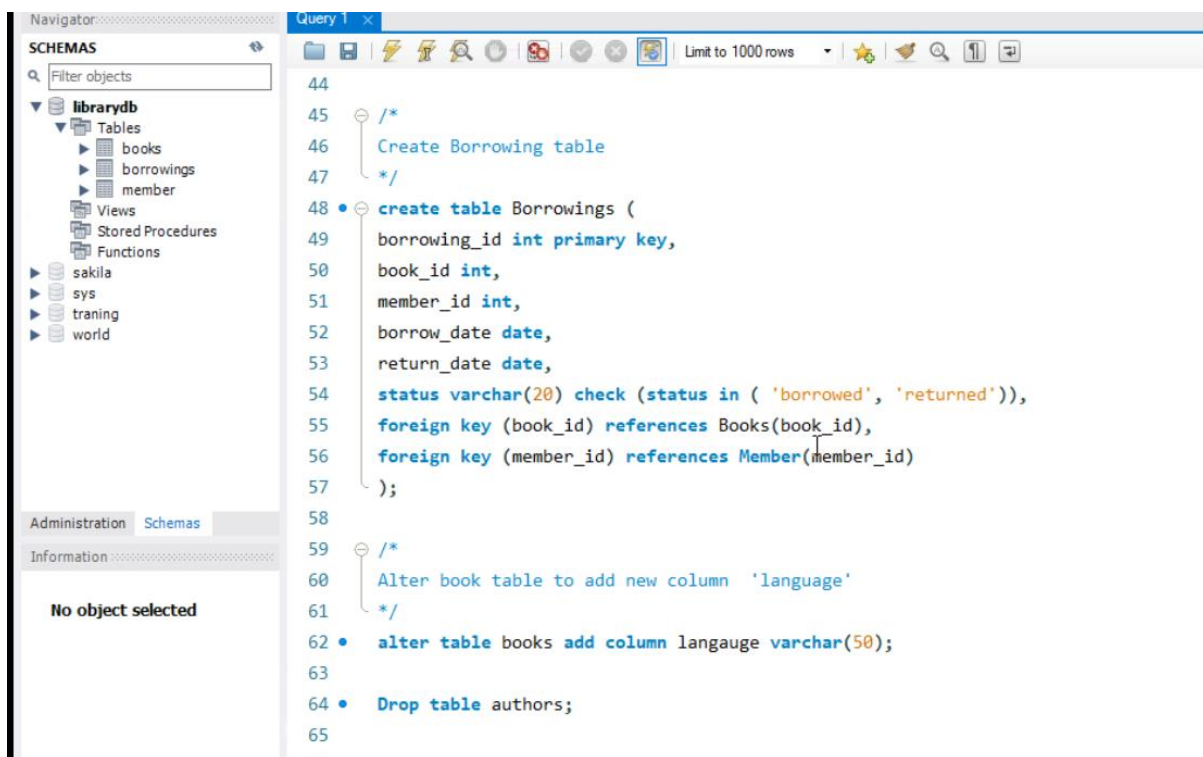 Navigator
SCHEMAS
Filter objects
librarydb
Tables
books
borrowings
member
Views
Stored Procedures
Functions
sakila
sys
traning
world
Administration Schemas
Information
No object selected
Query 1 ×
Limit to 1000 rows
44
45 /*
46 Create Borrowing table
47 */
48 create table Borrowings (
49 borrowing_id int primary key,
50 book_id int,
51 member_id int,
52 borrow_date date,
53 return_date date,
54 status varchar(20) check (status in ( 'borrowed', 'returned')),
55 foreign key (book_id) references Books(book_id),
56 foreign key (member_id) references Member(member_id)
57 );
58
59 /*
60 Alter book table to add new column  'language'
61 */
62 alter table books add column langauge varchar(50);
63
64 Drop table authors;
65